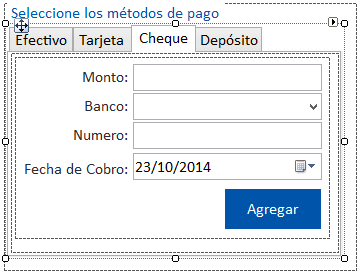 Seleccione los métodos de pago
Efectivo Tarjeta Cheque Depósito
Monto:
Banco:
Numero:
Fecha de Cobro: 23/10/2014
Agregar